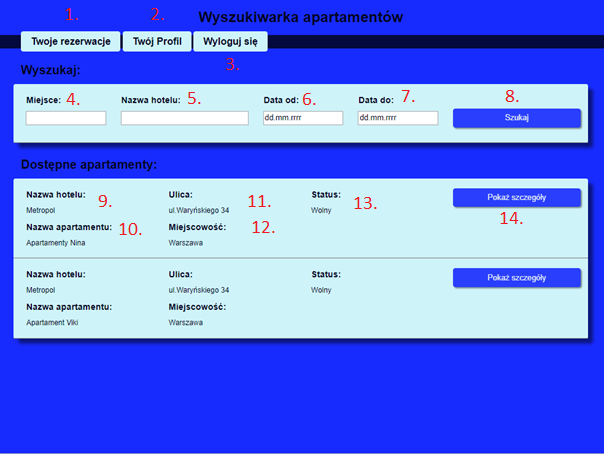 1. 2. Wyszukiwarka apartamentów
Twoje rezerwacje Twój Profil Wyloguj się
3.
Wyszukaj:
Miejsce: 4. Nazwa hotelu: 5. Data od: 6. Data do: 7. 8.
dd.mm.rrrr dd.mm.rrrr Szukaj
Dostępne apartamenty:
Nazwa hotelu: 9. Ulica: 11. Status: 13. Pokaż szczegóły
Metropol ul.Waryńskiego 34 Wolny 14.
Nazwa apartamentu: 10. Miejscowość: 12.
Apartamenty Nina Warszawa
Nazwa hotelu: Ulica: Status: Pokaż szczegóły
Metropol ul.Waryńskiego 34 Wolny
Nazwa apartamentu: Miejscowość:
Apartament Viki Warszawa